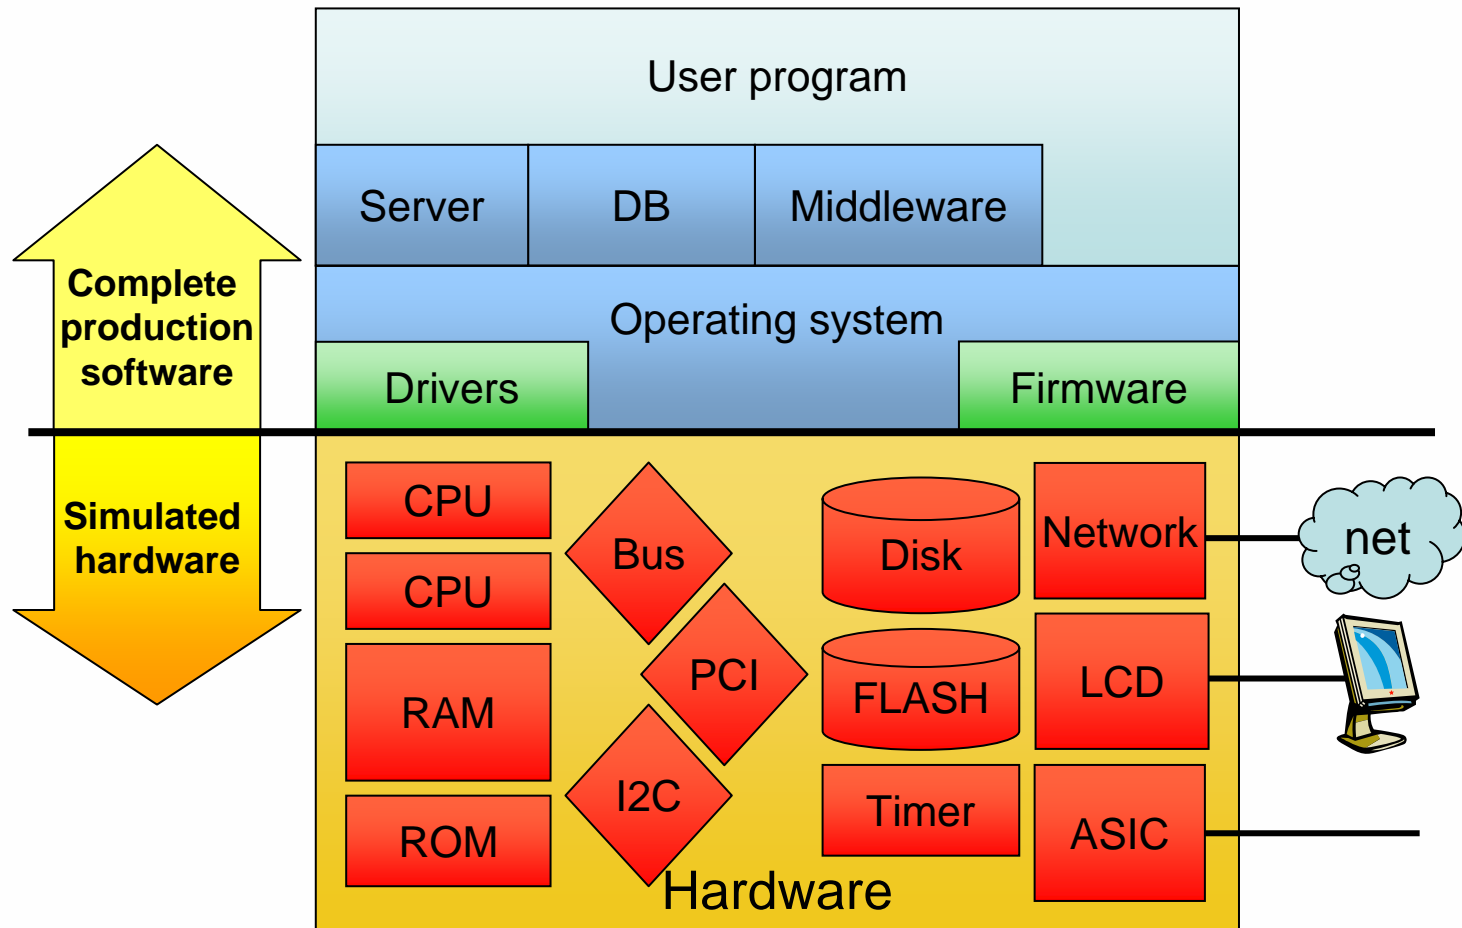 User program
Server
DB
Middleware
Complete
production
software
Operating system
Drivers
Firmware
Simulated
hardware
CPU
CPU
RAM
ROM
Bus
PCI
I2C
Disk
FLASH
Timer
Network
LCD
ASIC
net
Hardware